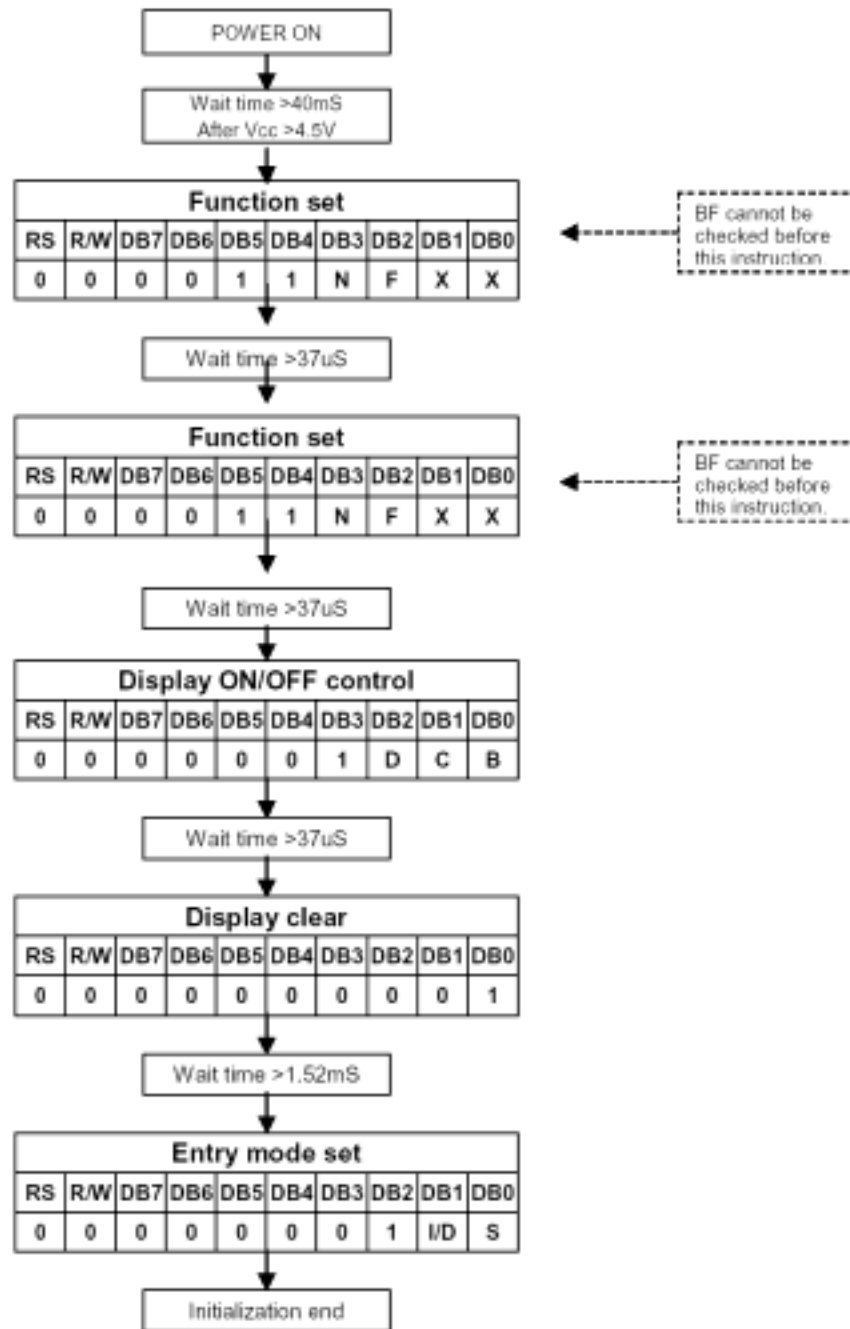 POWER ON
Wait time >40mS
After Vcc >4.5V
Function set
RS R/W DB7 DB6 DB5 DB4 DB3 DB2 DB1 DB0
0 0 0 0 1 1 N F X X
BF cannot be
checked before
this instruction.
Wait time >37uS
Function set
RS R/W DB7 DB6 DB5 DB4 DB3 DB2 DB1 DB0
0 0 0 0 1 1 N F X X
BF cannot be
checked before
this instruction.
Wait time >37uS
Display ON/OFF control
RS R/W DB7 DB6 DB5 DB4 DB3 DB2 DB1 DB0
0 0 0 0 0 0 1 D C B
Wait time >37uS
Display clear
RS R/W DB7 DB6 DB5 DB4 DB3 DB2 DB1 DB0
0 0 0 0 0 0 0 0 0 1
Wait time >1.52mS
Entry mode set
RS R/W DB7 DB6 DB5 DB4 DB3 DB2 DB1 DB0
0 0 0 0 0 0 0 1 I/D S
Initialization end